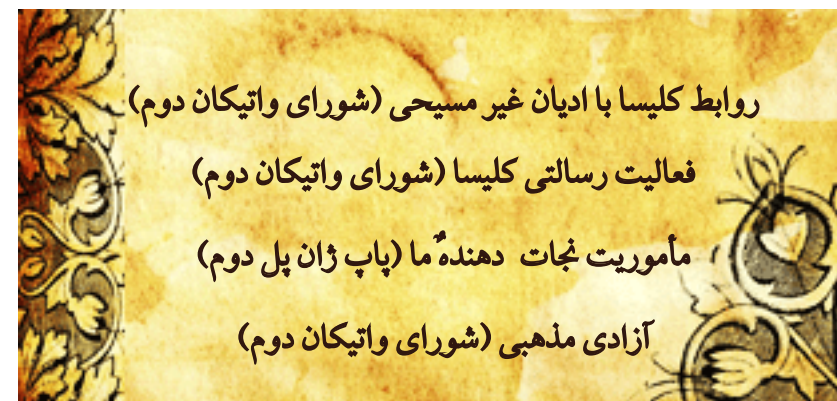 روابط کلیسا با ادیان غیر مسیحی (شورای واتیکان دوم)
فعالیت رسالتی کلیسا (شورای واتیکان دوم)
مأموریت نجات دهندهٌ ما (پاپ ژان پل دوم)
آزادی مذهبی (شورای واتیکان دوم)